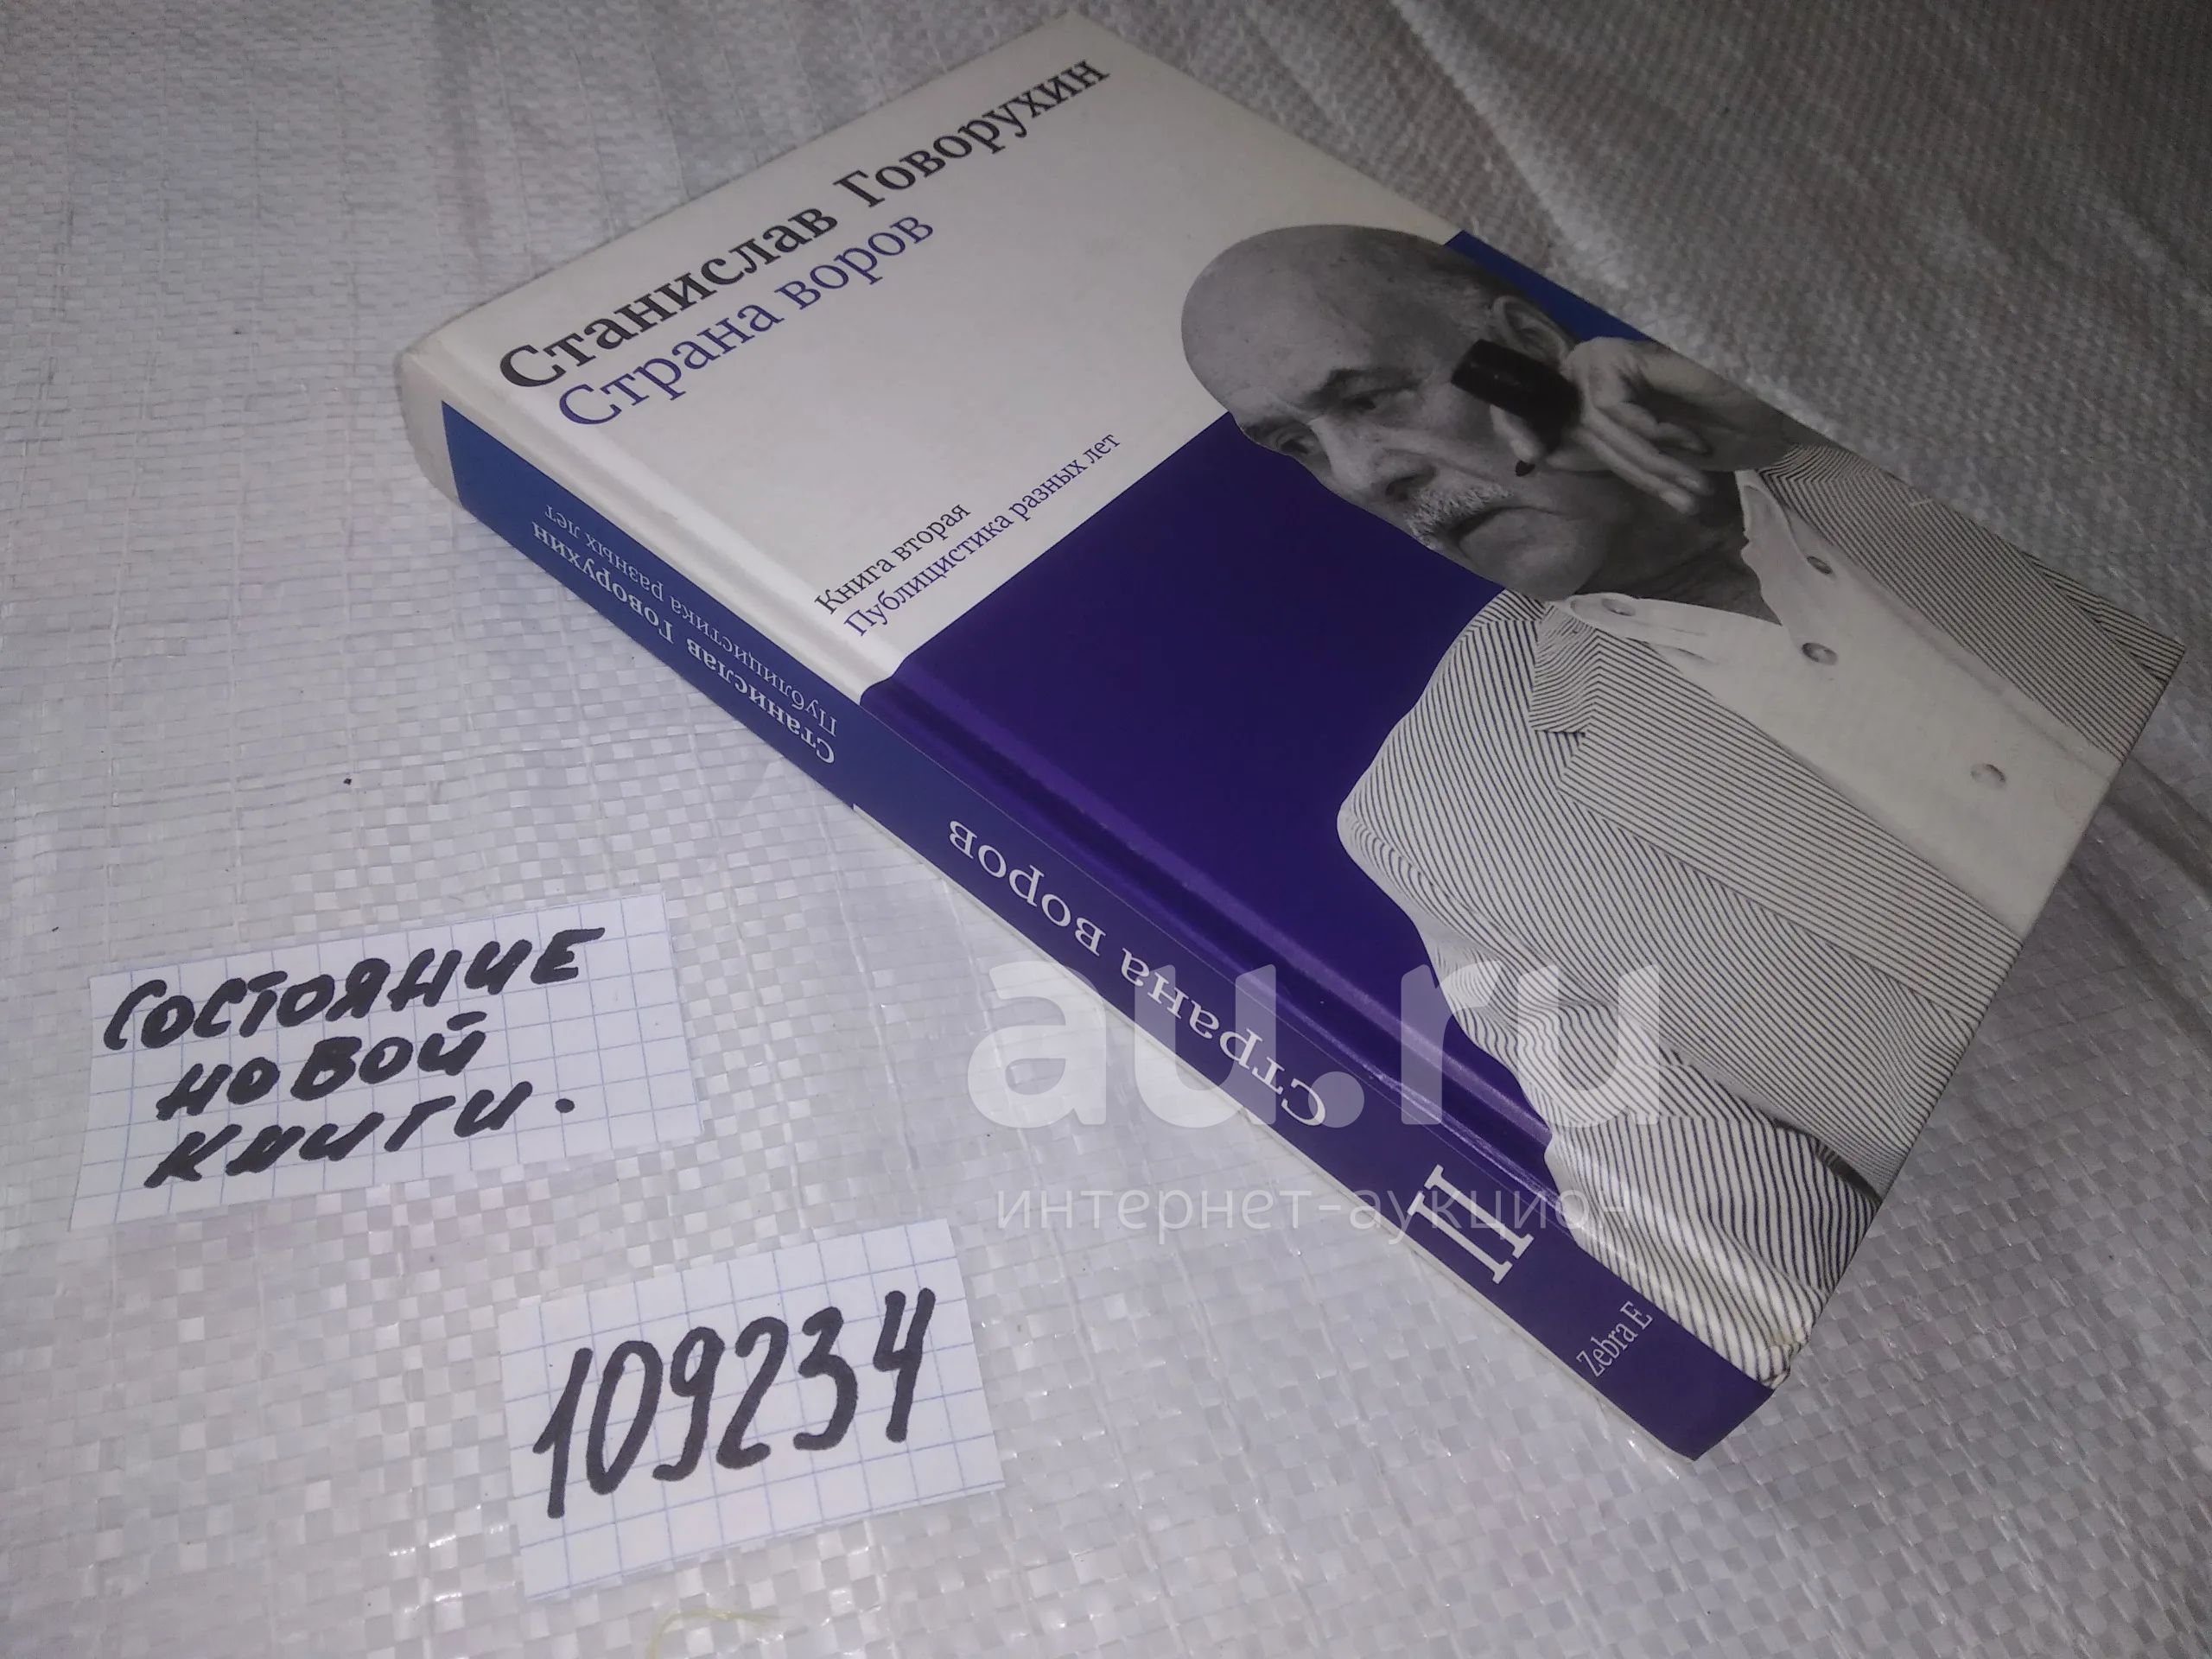 Станислав Говорухин
Страна воров
Книга вторая
Публицистика разных лет
Станислав Говорухин
Публицистика разных лет
Страна воров
II
Zebra E
СОСТОЯНИЕ
НОВОЙ
КНИГИ.
109234
au.ru
интернет-аукцион